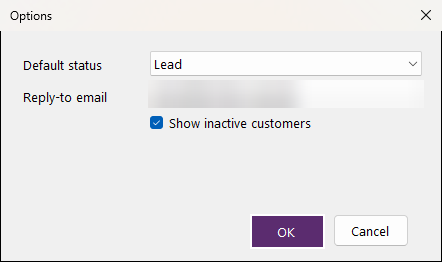 Options
Default status
Lead
Reply-to email
Show inactive customers
OK
Cancel